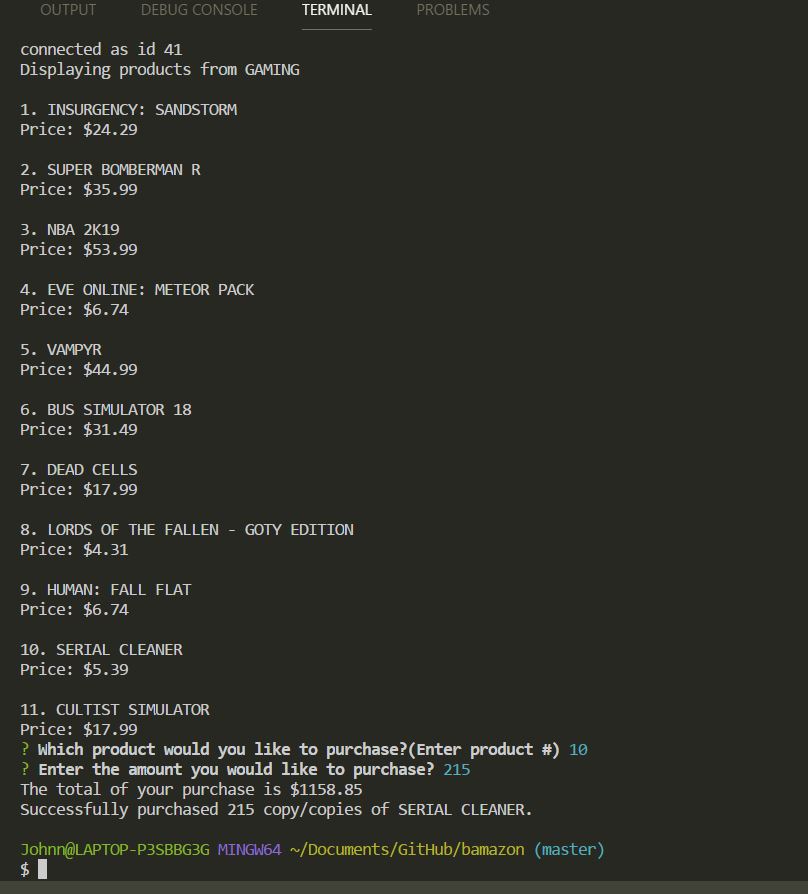 OUTPUT DEBUG CONSOLE TERMINAL PROBLEMS
connected as id 41
Displaying products from GAMING
1. INSURGENCY: SANDSTORM
Price: $24.29
2. SUPER BOMBERMAN R
Price: $35.99
3. NBA 2K19
Price: $53.99
4. EVE ONLINE: METEOR PACK
Price: $6.74
5. VAMPYR
Price: $44.99
6. BUS SIMULATOR 18
Price: $31.49
7. DEAD CELLS
Price: $17.99
8. LORDS OF THE FALLEN - GOTY EDITION
Price: $4.31
9. HUMAN: FALL FLAT
Price: $6.74
10. SERIAL CLEANER
Price: $5.39
11. CULTIST SIMULATOR
Price: $17.99
? Which product would you like to purchase?(Enter product #) 10
? Enter the amount you would like to purchase? 215
The total of your purchase is $1158.85
Successfully purchased 215 copy/copies of SERIAL CLEANER.
Johnn@LAPTOP-P3SBBG3G MINGW64 ~/Documents/GitHub/bamazon (master)
$